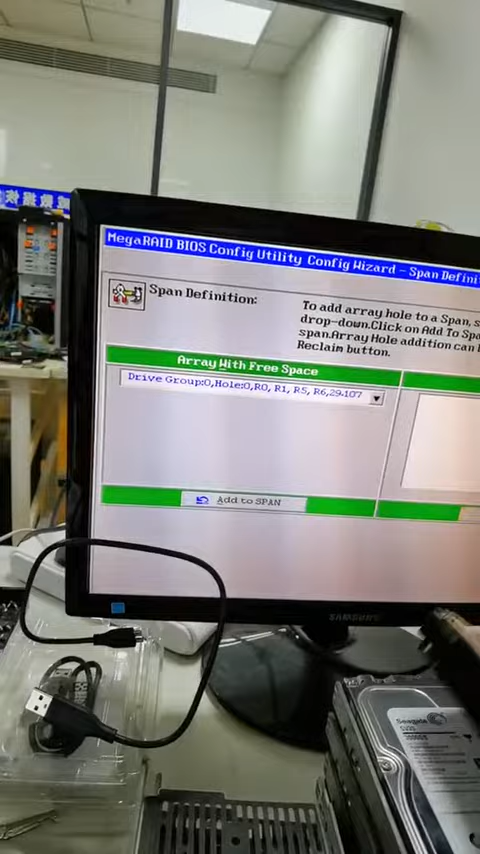 MegaRAID BIOS Config Utility Config Wizard - Span Defini
Span Definition:
To add array hole to a Span, s
drop-down.Click on Add To Spa
span.Array Hole addition can
Reclaim button.
Array With Free Space
Drive Group:0,Hole:0,R0, R1, R5, R6,29.107
Add to SPAN
SAMSUNG
Seagate